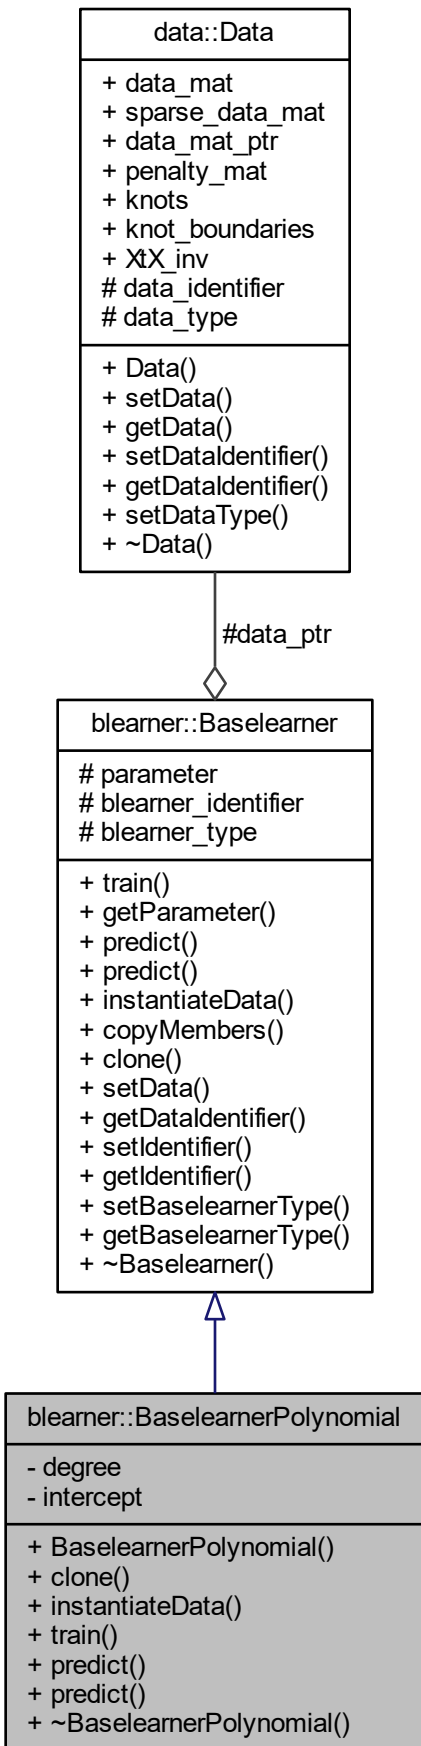 data::Data
+ data_mat
+ sparse_data_mat
+ data_mat_ptr
+ penalty_mat
+ knots
+ knot_boundaries
+ XtX_inv
# data_identifier
# data_type
+ Data()
+ setData()
+ getData()
+ setDataIdentifier()
+ getDataIdentifier()
+ setDataType()
+ ~Data()
#data_ptr
blearner::Baselearner
# parameter
# blearner_identifier
# blearner_type
+ train()
+ getParameter()
+ predict()
+ predict()
+ instantiateData()
+ copyMembers()
+ clone()
+ setData()
+ getDataIdentifier()
+ setIdentifier()
+ getIdentifier()
+ setBaselearnerType()
+ getBaselearnerType()
+ ~Baselearner()
blearner::BaselearnerPolynomial
- degree
- intercept
+ BaselearnerPolynomial()
+ clone()
+ instantiateData()
+ train()
+ predict()
+ predict()
+ ~BaselearnerPolynomial()